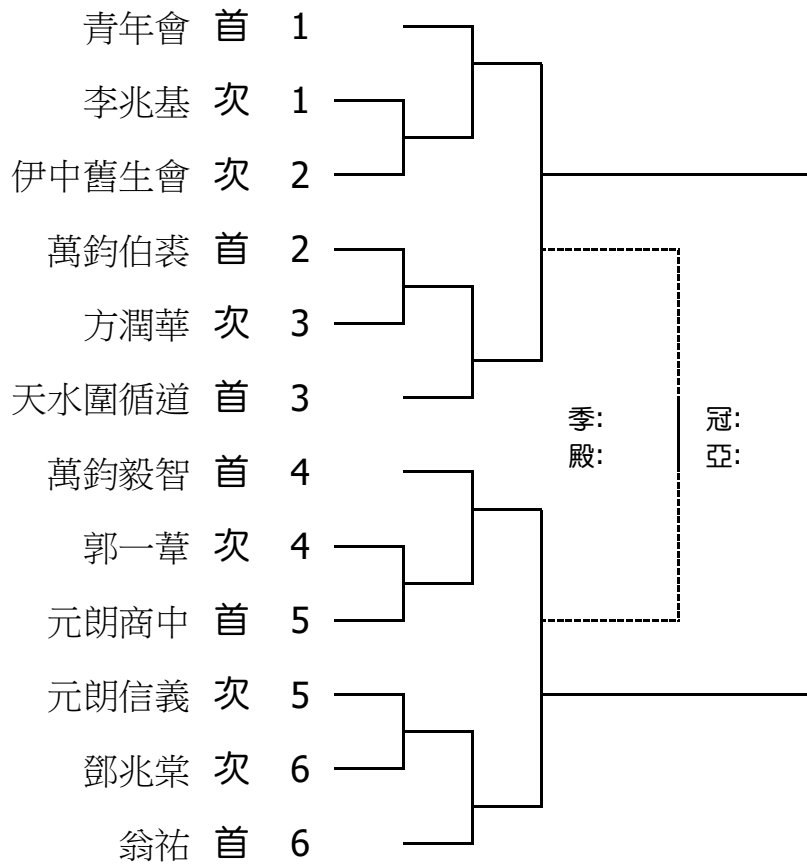 青年會 首 1
李兆基 次 1
伊中舊生會 次 2
萬鈞伯裘 首 2
方潤華 次 3
天水圍循道 首 3
季: 冠:
殿: 亞:
萬鈞毅智 首 4
郭一葦 次 4
元朗商中 首 5
元朗信義 次 5
鄧兆棠 次 6
翁祐 首 6